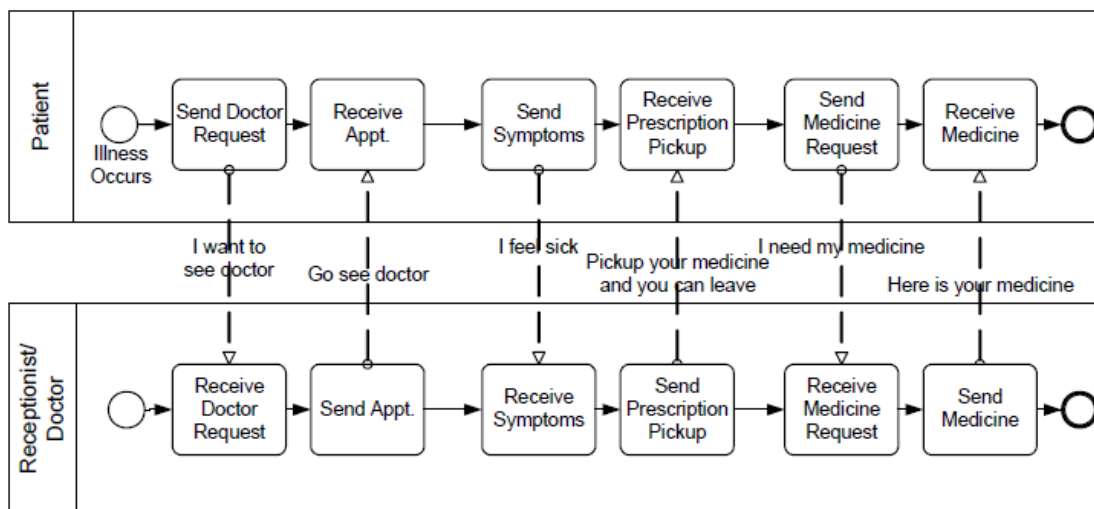 Patient
Illness
Occurs
Send Doctor
Request
Receive
Appt.
Send
Symptoms
Receive
Prescription
Pickup
Send
Medicine
Request
Receive
Medicine
I want to
see doctor
Go see doctor
I feel sick
Pickup your medicine
and you can leave
I need my medicine
Here is your medicine
Receptionist/
Doctor
Receive
Doctor
Request
Send Appt.
Receive
Symptoms
Send
Prescription
Pickup
Receive
Medicine
Request
Send
Medicine